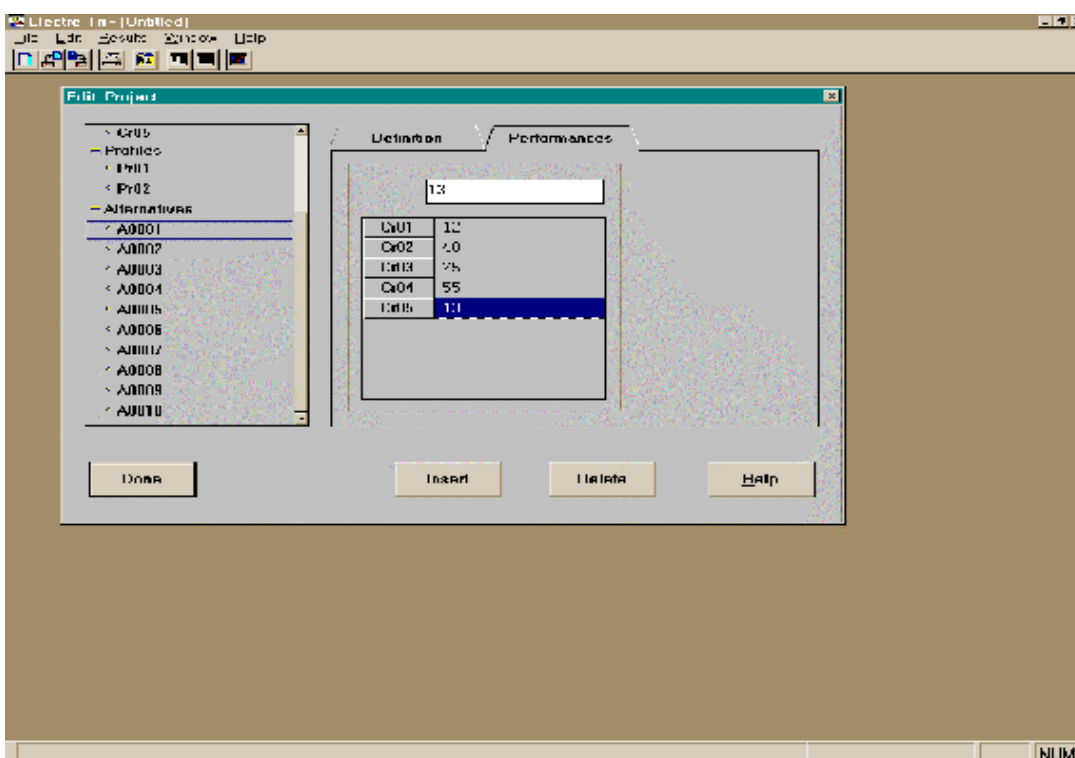 Electre Tri - [Untitled]
File Edit Results Window Help
Edit Project
Cr05
Profiles
Pr01
Pr02
Alternatives
A0001
A0002
A0003
A0004
A0005
A0006
A0007
A0008
A0009
A0010
Definition Performances
13
Cr01
Cr02
Cr03
Cr04 55
Cr05 13
Done Insert Delete Help
NUM